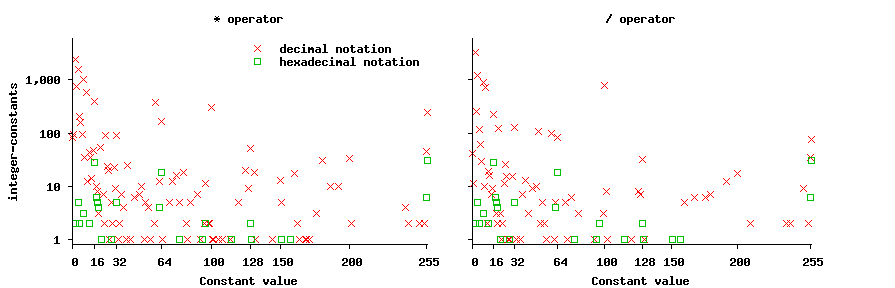 * operator
/ operator
decimal notation
hexadecimal notation
integer-constants
1,000
100
10
1
0 16 32 64 100 128 150 200 255
0 16 32 64 100 128 150 200 255
Constant value
Constant value